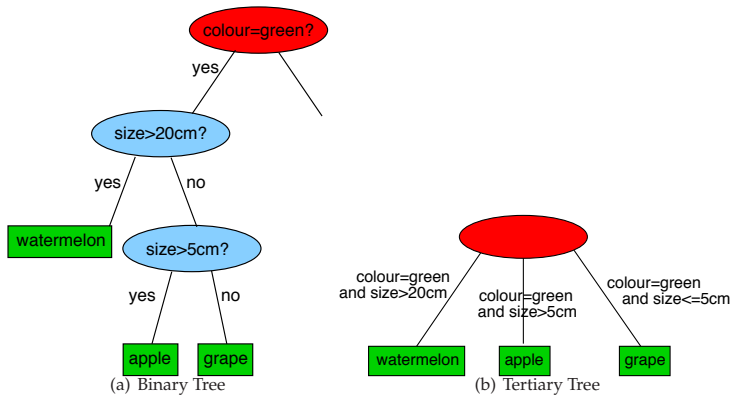 colour=green?
yes
size>20cm?
yes
no
watermelon
size>5cm?
yes
no
apple
grape
(a) Binary Tree
colour=green
and size>20cm
colour=green
and size>5cm
colour=green
and size<=5cm
watermelon
apple
grape
(b) Tertiary Tree